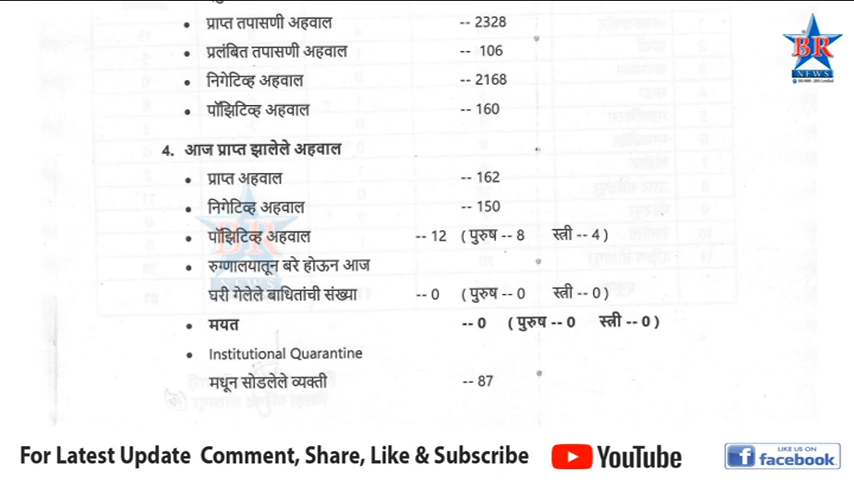 • प्राप्त तपासणी अहवाल -- 2328
• प्रलंबित तपासणी अहवाल -- 106
• निगेटिव्ह अहवाल -- 2168
• पॉझिटिव्ह अहवाल -- 160
4. आज प्राप्त झालेले अहवाल
• प्राप्त अहवाल -- 162
• निगेटिव्ह अहवाल -- 150
• पॉझिटिव्ह अहवाल -- 12 ( पुरुष -- 8 स्त्री -- 4 )
• रुग्णालयातून बरे होऊन आज
घरी गेलेले बाधितांची संख्या -- 0 ( पुरुष -- 0 स्त्री -- 0 )
• मयत -- 0 ( पुरुष -- 0 स्त्री -- 0 )
• Institutional Quarantine
मधून सोडलेले व्यक्ती -- 87
BR
NEWS
For Latest Update Comment, Share, Like & Subscribe
YouTube
LIKE US ON
facebook